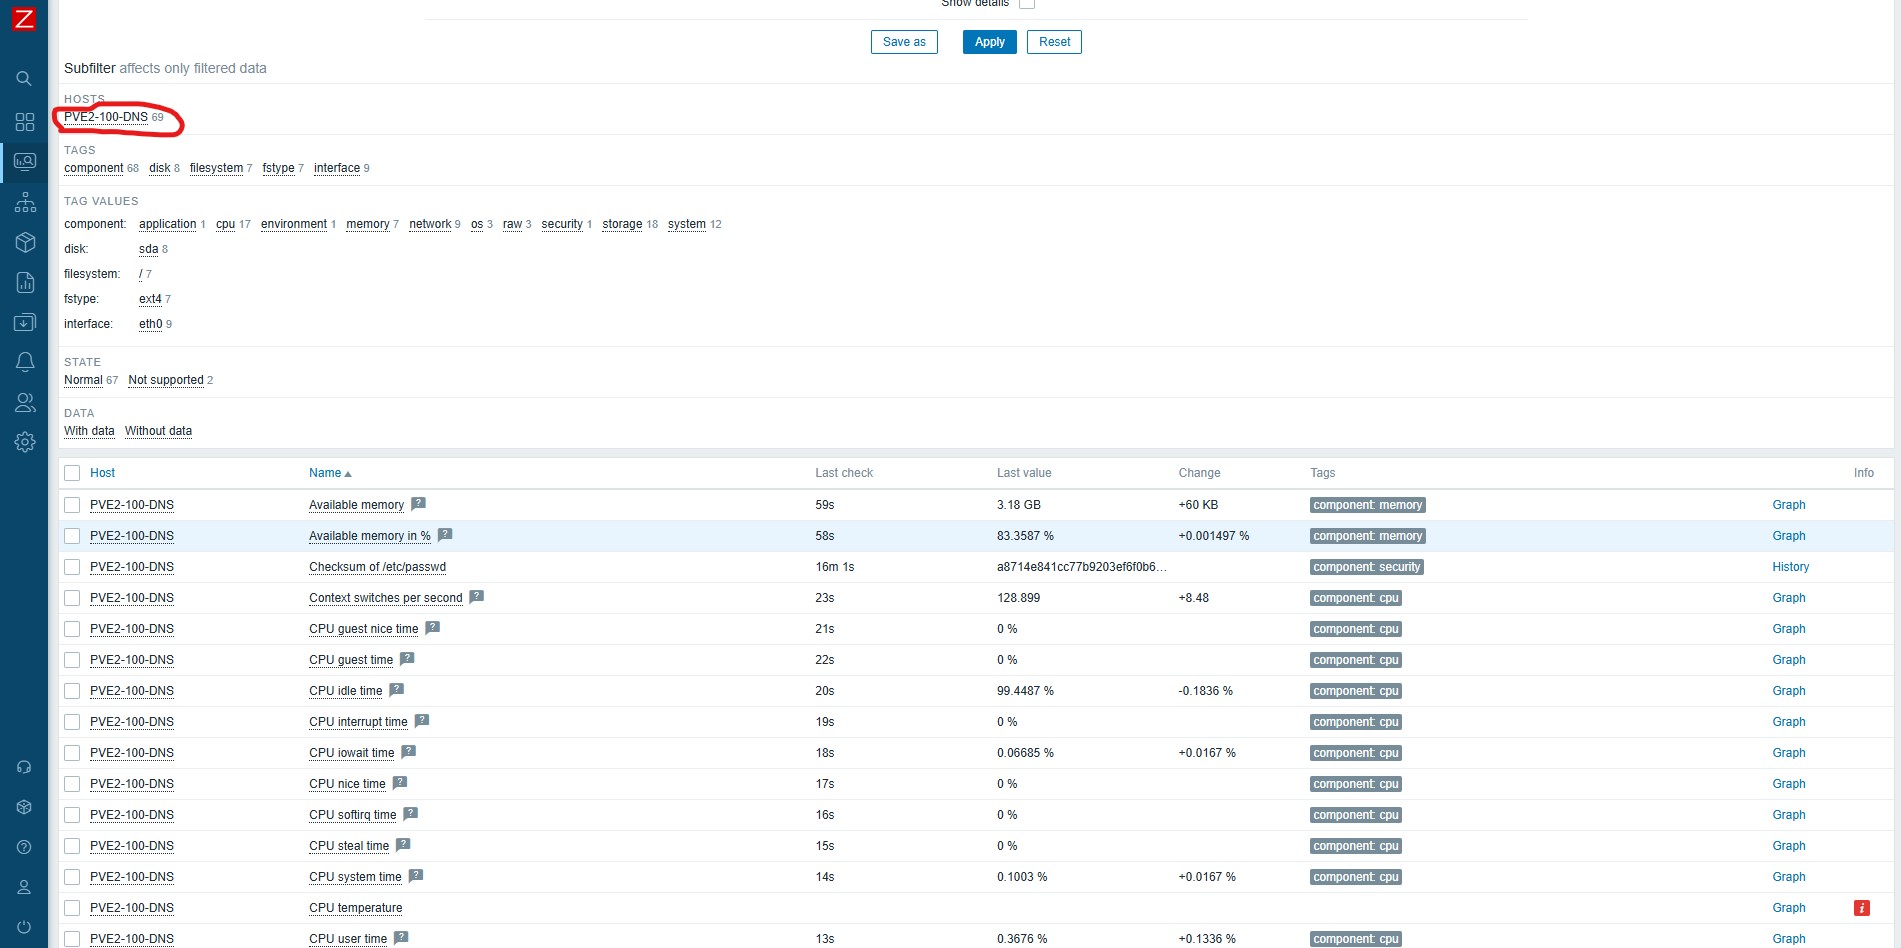 Z
Show details
Save as Apply Reset
Subfilter affects only filtered data
HOSTS
PVE2-100-DNS 69
TAGS
component 68 disk 8 filesystem 7 fstype 7 interface 9
TAG VALUES
component: application 1 cpu 17 environment 1 memory 7 network 9 os 3 raw 3 security 1 storage 18 system 12
disk: sda 8
filesystem: / 7
fstype: ext4 7
interface: eth0 9
STATE
Normal 67 Not supported 2
DATA
With data Without data
Host Name Last check Last value Change Tags Info
PVE2-100-DNS Available memory ? 59s 3.18 GB +60 KB component: memory Graph
PVE2-100-DNS Available memory in % ? 58s 83.3587 % +0.001497 % component: memory Graph
PVE2-100-DNS Checksum of /etc/passwd 16m 1s a8714e841cc77b9203ef6f0b6... component: security History
PVE2-100-DNS Context switches per second ? 23s 128.899 +8.48 component: cpu Graph
PVE2-100-DNS CPU guest nice time ? 21s 0 % component: cpu Graph
PVE2-100-DNS CPU guest time ? 22s 0 % component: cpu Graph
PVE2-100-DNS CPU idle time ? 20s 99.4487 % -0.1836 % component: cpu Graph
PVE2-100-DNS CPU interrupt time ? 19s 0 % component: cpu Graph
PVE2-100-DNS CPU iowait time ? 18s 0.06685 % +0.0167 % component: cpu Graph
PVE2-100-DNS CPU nice time ? 17s 0 % component: cpu Graph
PVE2-100-DNS CPU softirq time ? 16s 0 % component: cpu Graph
PVE2-100-DNS CPU steal time ? 15s 0 % component: cpu Graph
PVE2-100-DNS CPU system time ? 14s 0.1003 % +0.0167 % component: cpu Graph
PVE2-100-DNS CPU temperature Graph i
PVE2-100-DNS CPU user time ? 13s 0.3676 % +0.1336 % component: cpu Graph